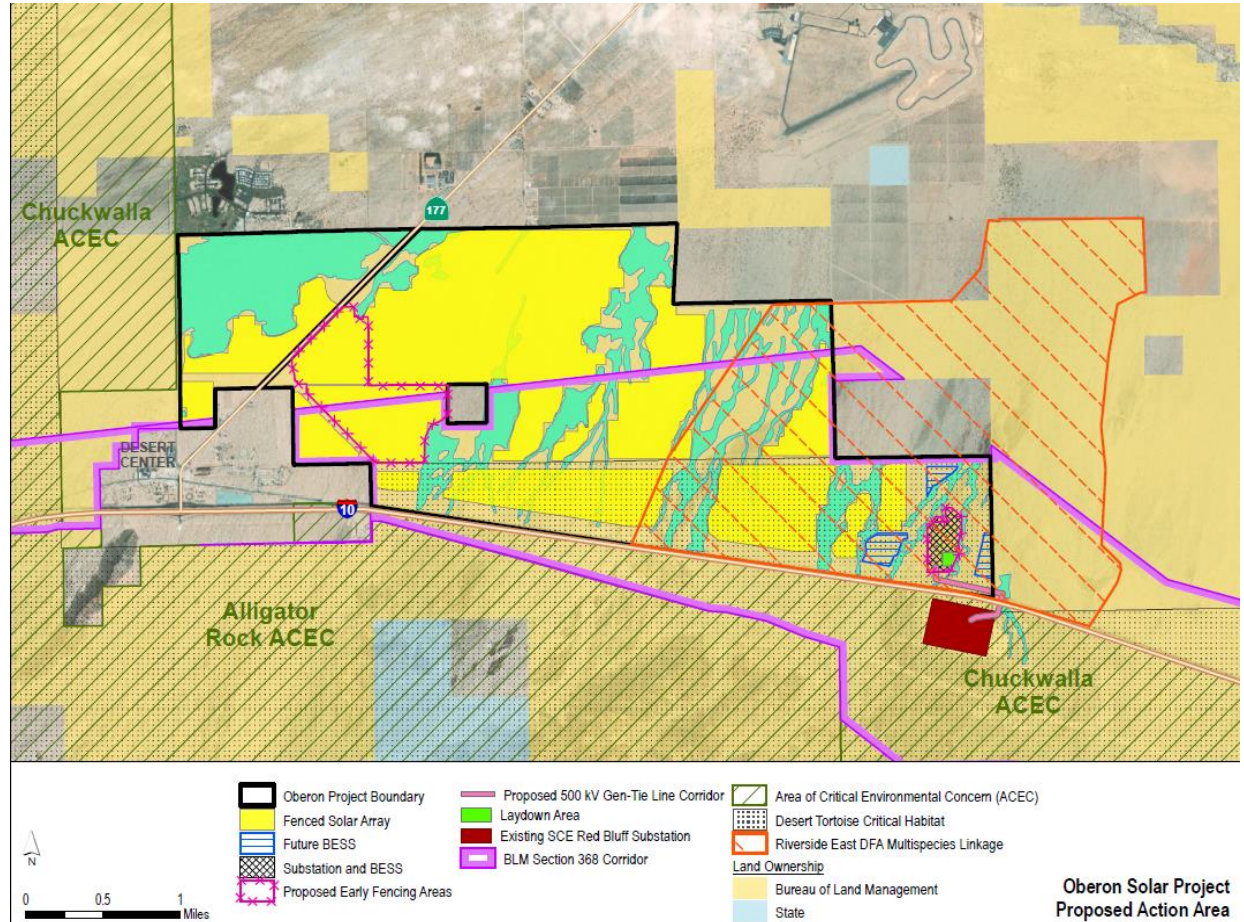 177
Chuckwalla
ACEC
DESERT
CENTER
10
Alligator
Rock ACEC
Chuckwalla
ACEC
N
0 0.5 1
Miles
Oberon Project Boundary
Fenced Solar Array
Future BESS
Substation and BESS
Proposed Early Fencing Areas
Proposed 500 kV Gen-Tie Line Corridor
Laydown Area
Existing SCE Red Bluff Substation
BLM Section 368 Corridor
Area of Critical Environmental Concern (ACEC)
Desert Tortoise Critical Habitat
Riverside East DFA Multispecies Linkage
Land Ownership
Bureau of Land Management
State
Oberon Solar Project
Proposed Action Area